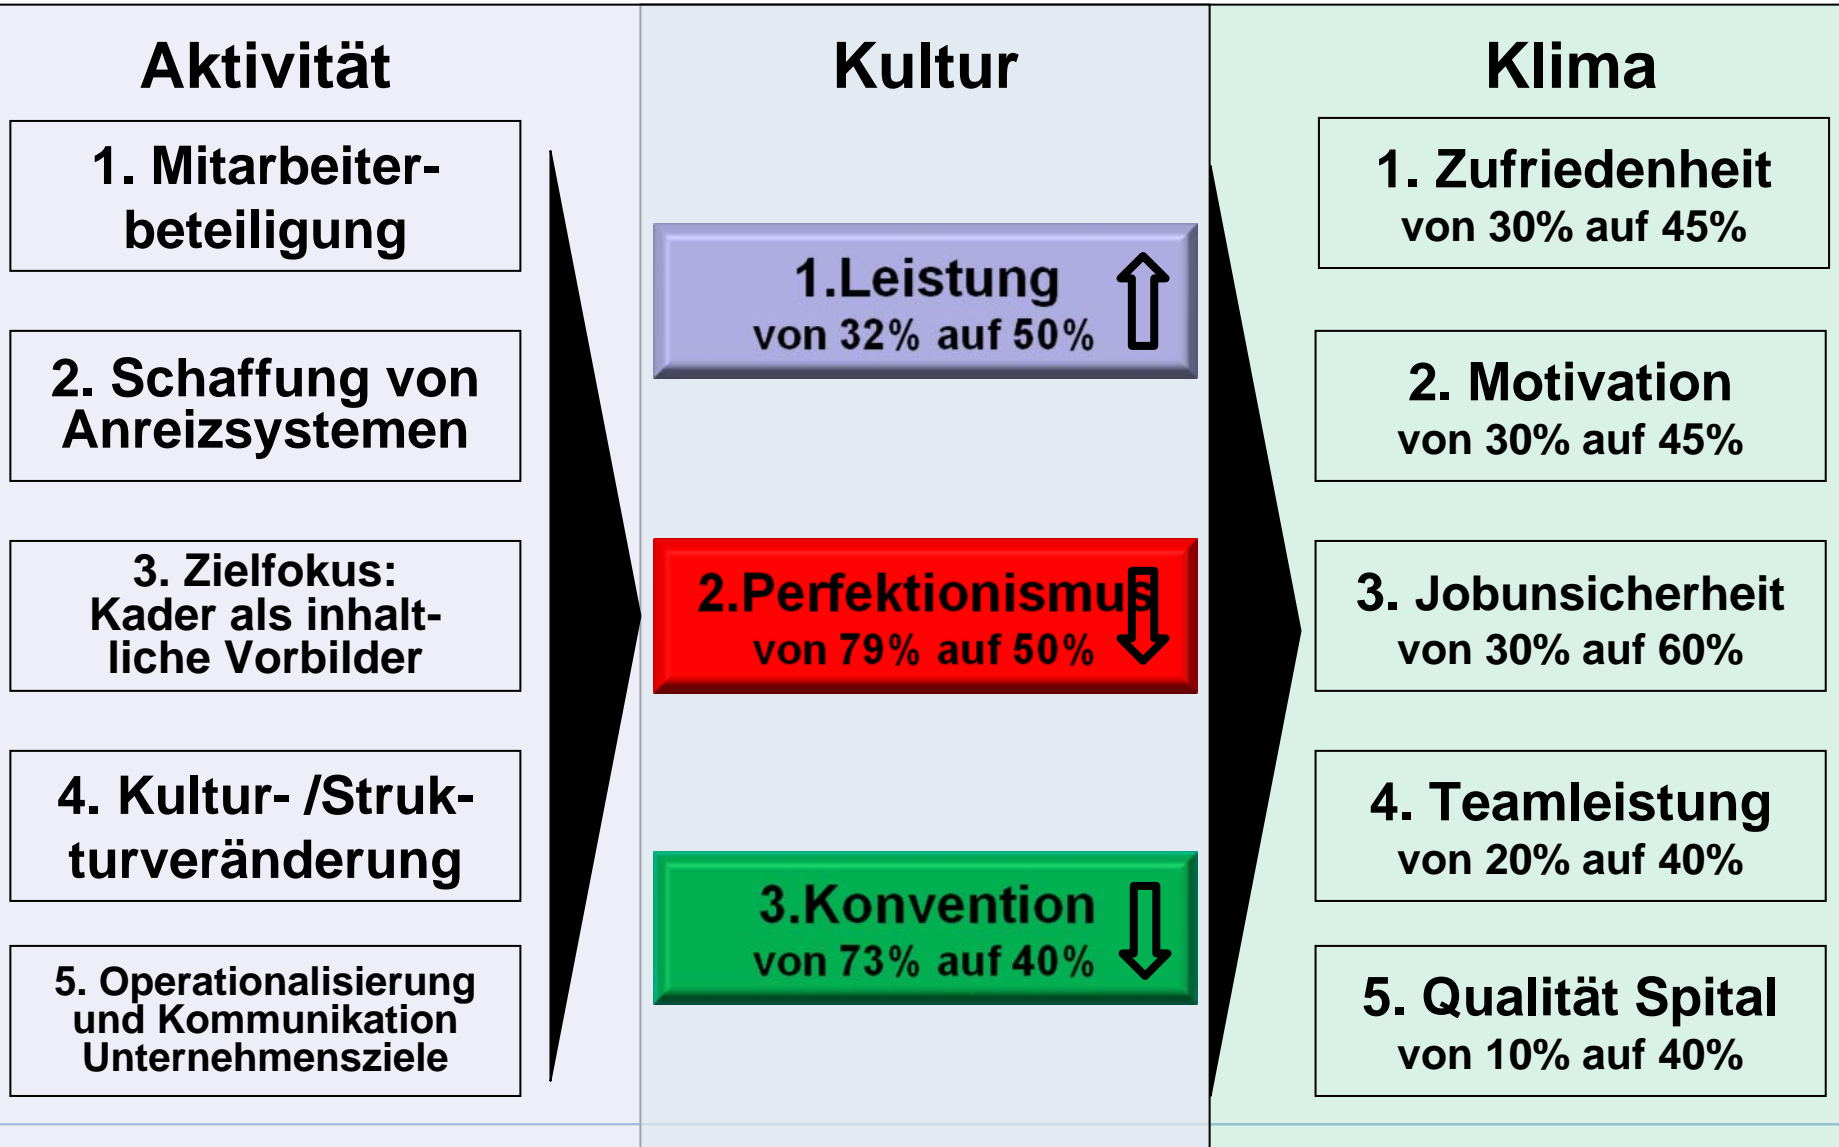 Aktivität
1. Mitarbeiter-
beteiligung
2. Schaffung von
Anreizsystemen
3. Zielfokus:
Kader als inhalt-
liche Vorbilder
4. Kultur- /Struk-
turveränderung
5. Operationalisierung
und Kommunikation
Unternehmensziele
Kultur
1.Leistung
von 32% auf 50%
2.Perfektionismus
von 79% auf 50%
3.Konvention
von 73% auf 40%
Klima
1. Zufriedenheit
von 30% auf 45%
2. Motivation
von 30% auf 45%
3. Jobunsicherheit
von 30% auf 60%
4. Teamleistung
von 20% auf 40%
5. Qualität Spital
von 10% auf 40%